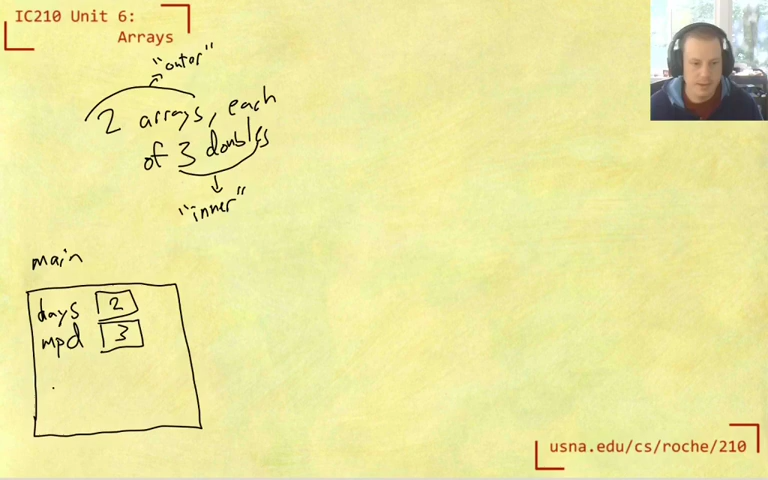 IC210 Unit 6:
Arrays
"outer"
2 arrays, each
of 3 doubles
"inner"
main
days 2
mpd 3
usna.edu/cs/roche/210